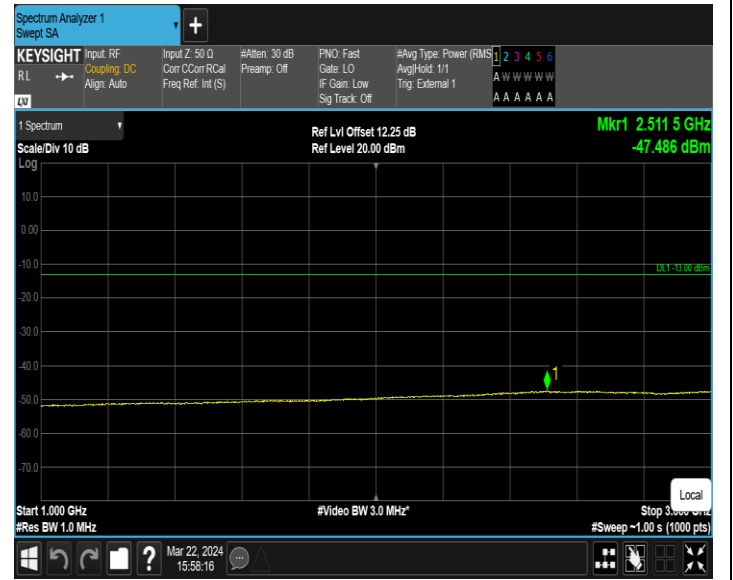 Spectrum Analyzer 1
Swept SA
+
KEYSIGHT
RL
LXI
Input: RF
Coupling: DC
Align: Auto
Input Z: 50 Ω
Corr CCorr RCal
Freq Ref: Int (S)
#Atten: 30 dB
Preamp: Off
PNO: Fast
Gate: LO
IF Gain: Low
Sig Track: Off
#Avg Type: Power (RMS
Avg|Hold: 1/1
Trig: External 1
1 2 3 4 5 6
A W W W W W
A A A A A A
1 Spectrum
Scale/Div 10 dB
Log
Ref Lvl Offset 12.25 dB
Ref Level 20.00 dBm
Mkr1 2.511 5 GHz
-47.486 dBm
10.0
0.00
-10.0
DL1 -13.00 dBm
-20.0
-30.0
-40.0
1
-50.0
-60.0
-70.0
Local
Start 1.000 GHz
#Video BW 3.0 MHz*
#Res BW 1.0 MHz
#Sweep ~1.00 s (1000 pts)
?
Mar 22, 2024
15:58:16